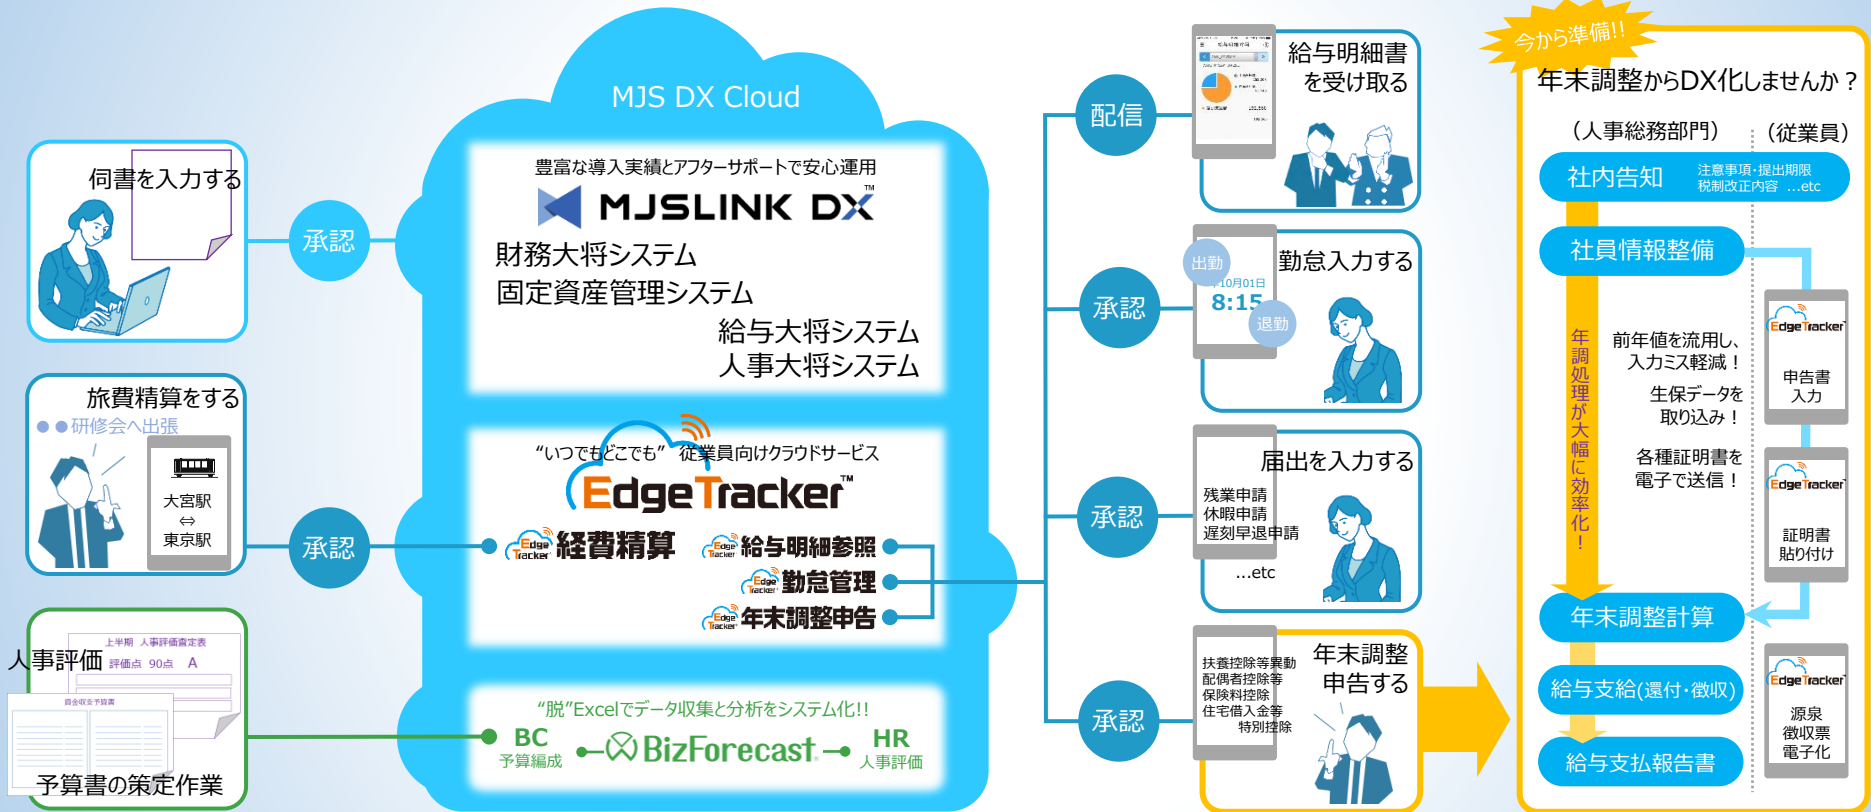 伺書を入力する
承認
旅費精算をする
●●研修会へ出張
大宮駅
⇔
東京駅
承認
人事評価
上半期 人事評価査定表
評価点 90点 A
資金収支予算書
予算書の策定作業
MJS DX Cloud
豊富な導入実績とアフターサポートで安心運用
MJSLINK DX™
財務大将システム
固定資産管理システム
給与大将システム
人事大将システム
“いつでもどこでも” 従業員向けクラウドサービス
EdgeTracker™
Edge Tracker 経費精算
Edge Tracker 給与明細参照
Edge Tracker 勤怠管理
Edge Tracker 年末調整申告
“脱”Excelでデータ収集と分析をシステム化!!
BC
予算編成
BizForecast
HR
人事評価
配信
給与明細書
を受け取る
承認
出勤
10月01日
8:15
退勤
勤怠入力する
承認
届出を入力する
残業申請
休暇申請
遅刻早退申請
...etc
承認
扶養控除等異動
配偶者控除等
保険料控除
住宅借入金等
特別控除
年末調整
申告する
今から準備!!
年末調整からDX化しませんか？
（人事総務部門）
（従業員）
社内告知
注意事項・提出期限
税制改正内容 ...etc
社員情報整備
年調処理が大幅に効率化！
前年値を流用し、
入力ミス軽減！
生保データを
取り込み！
各種証明書を
電子で送信！
EdgeTracker
申告書
入力
EdgeTracker
証明書
貼り付け
年末調整計算
給与支給(還付・徴収)
給与支払報告書
EdgeTracker
源泉
徴収票
電子化